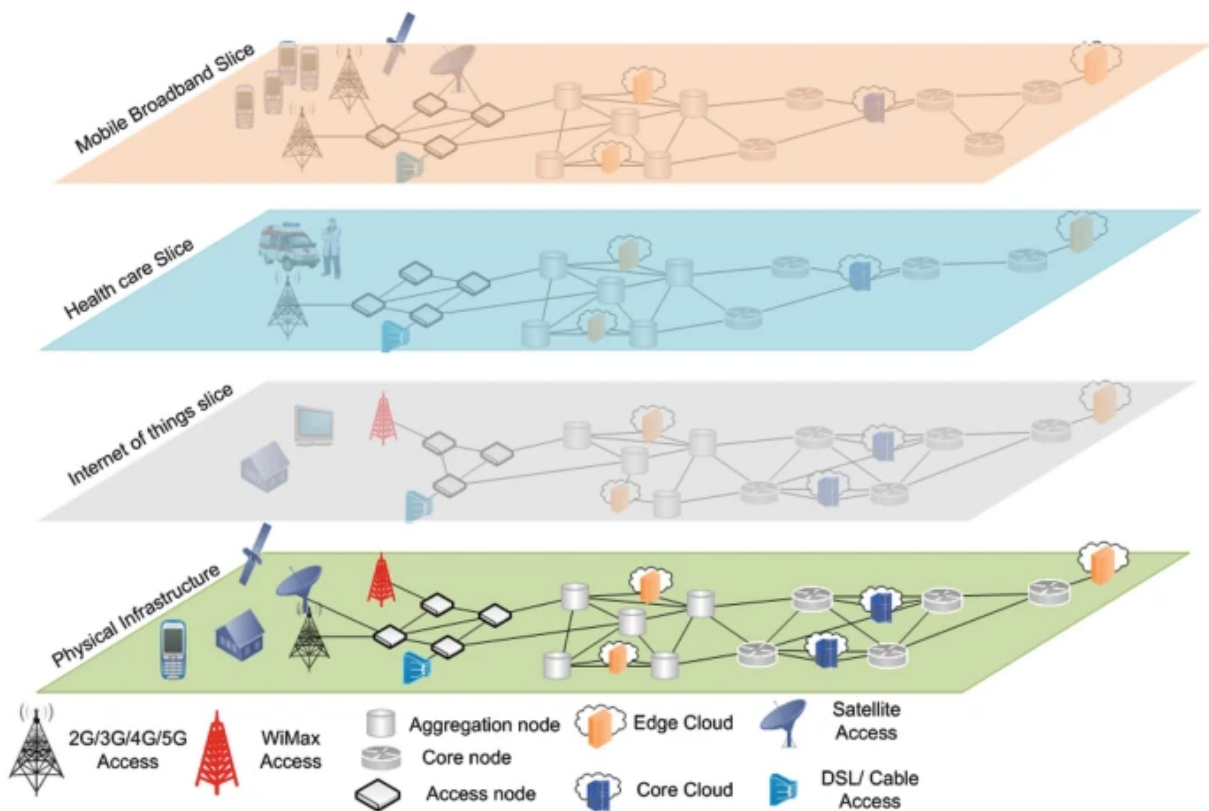 Mobile Broadband Slice
Health care Slice
Internet of things slice
Physical Infrastructure
2G/3G/4G/5G
Access
WiMax
Access
Aggregation node
Core node
Access node
Edge Cloud
Core Cloud
Satellite
Access
DSL/ Cable
Access